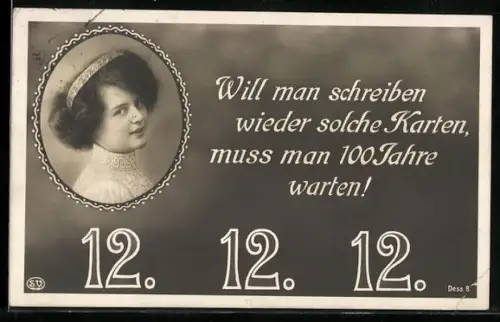 Will man schreiben
wieder solche Karten,
muss man 100 Jahre
warten!
12. 12. 12.
Dess. 8